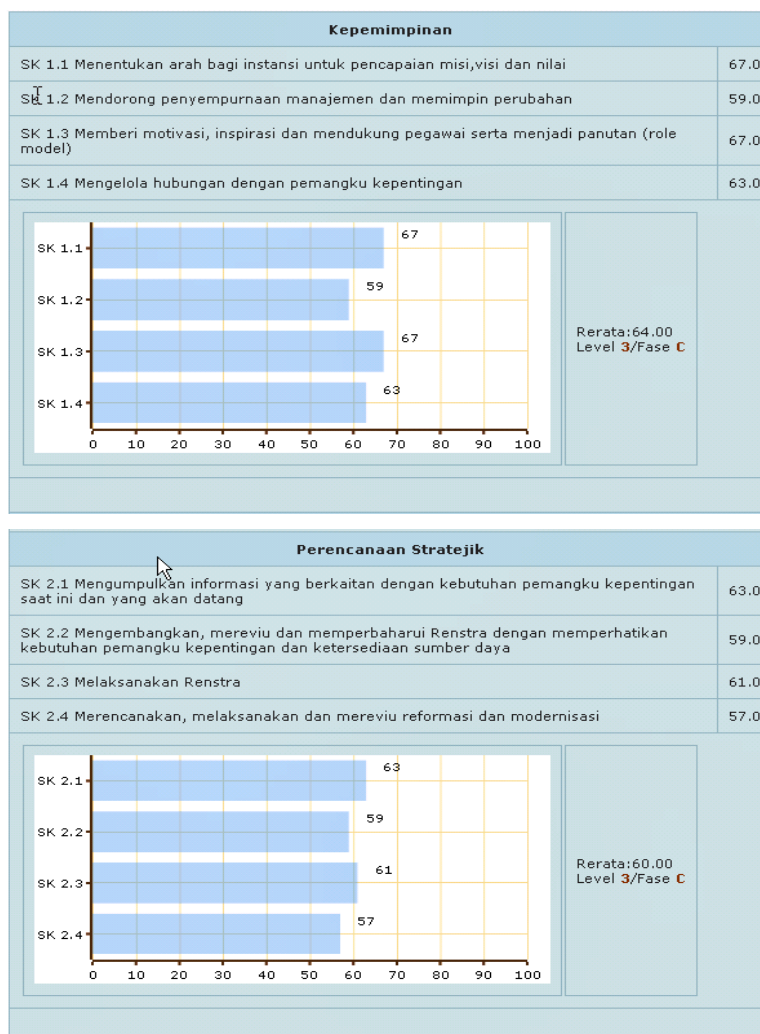 Kepemimpinan
SK 1.1 Menentukan arah bagi instansi untuk pencapaian misi,visi dan nilai 67.0
SK 1.2 Mendorong penyempurnaan manajemen dan memimpin perubahan 59.0
SK 1.3 Memberi motivasi, inspirasi dan mendukung pegawai serta menjadi panutan (role
model) 67.0
SK 1.4 Mengelola hubungan dengan pemangku kepentingan 63.0
SK 1.1 67
SK 1.2 59
SK 1.3 67
SK 1.4 63
0 10 20 30 40 50 60 70 80 90 100
Rerata:64.00
Level 3/Fase C
Perencanaan Stratejik
SK 2.1 Mengumpulkan informasi yang berkaitan dengan kebutuhan pemangku kepentingan
saat ini dan yang akan datang 63.0
SK 2.2 Mengembangkan, mereviu dan memperbaharui Renstra dengan memperhatikan
kebutuhan pemangku kepentingan dan ketersediaan sumber daya 59.0
SK 2.3 Melaksanakan Renstra 61.0
SK 2.4 Merencanakan, melaksanakan dan mereviu reformasi dan modernisasi 57.0
SK 2.1 63
SK 2.2 59
SK 2.3 61
SK 2.4 57
0 10 20 30 40 50 60 70 80 90 100
Rerata:60.00
Level 3/Fase C